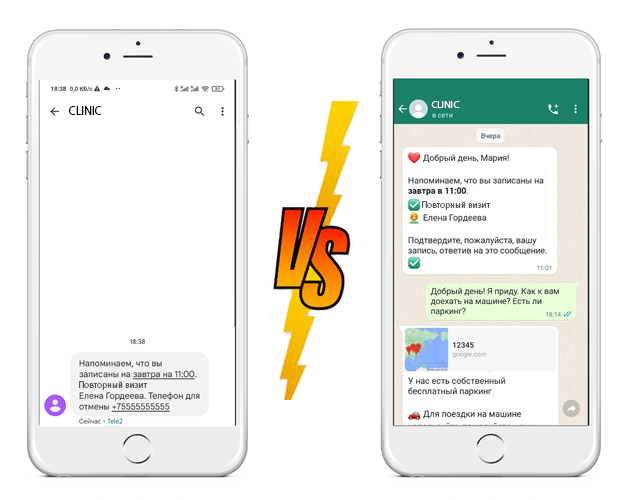 18:38 0,0 КБ/с
CLINIC
18:38
Напоминаем, что вы
записаны на завтра на 11:00.
Повторный визит
Елена Гордеева. Телефон для
отмены +75555555555
Сейчас • Tele2
VS
CLINIC
в сети
Вчера
Добрый день, Мария!
Напоминаем, что вы записаны на
завтра в 11:00.
Повторный визит
Елена Гордеева
Подтвердите, пожалуйста, вашу
запись, ответив на это сообщение.
11:01
Добрый день! Я приду. Как к вам
доехать на машине? Есть ли
паркинг?
18:14
12345
google.com
У нас есть собственный
бесплатный паркинг
Для поездки на машине